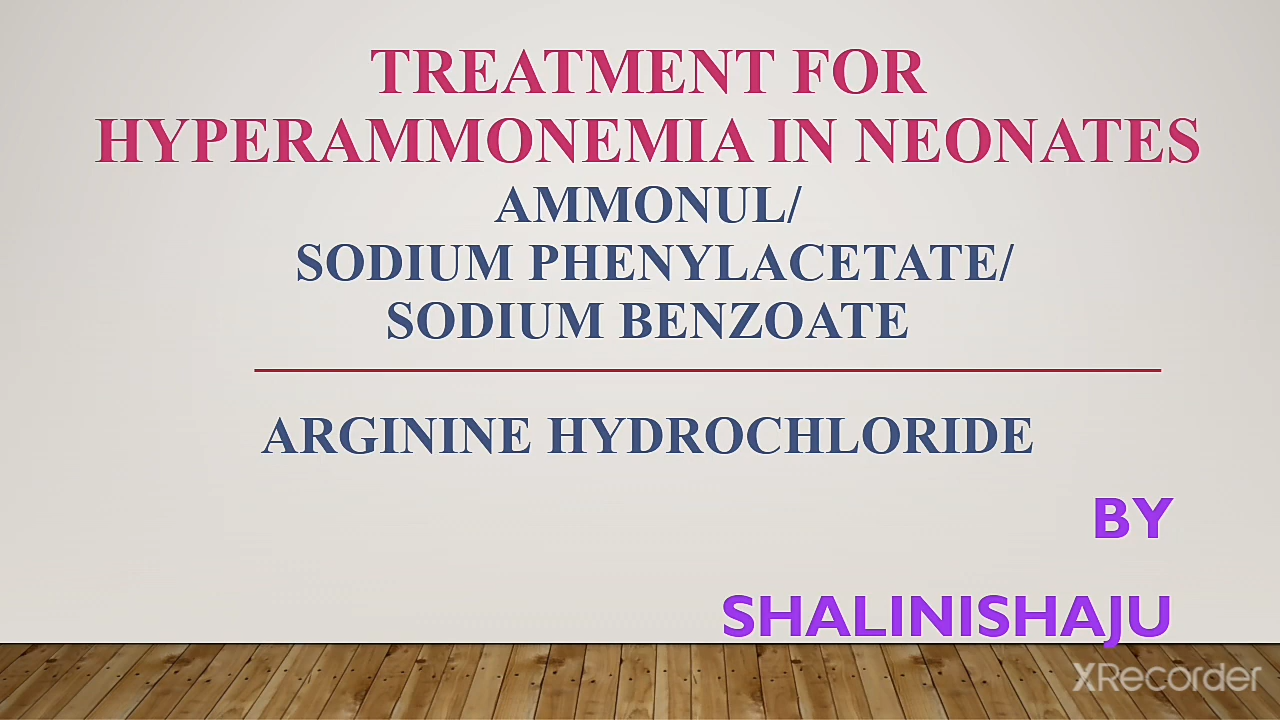 TREATMENT FOR
HYPERAMMONEMIA IN NEONATES
AMMONUL/
SODIUM PHENYLACETATE/
SODIUM BENZOATE
ARGININE HYDROCHLORIDE
BY
SHALINISHAJU
XRecorder